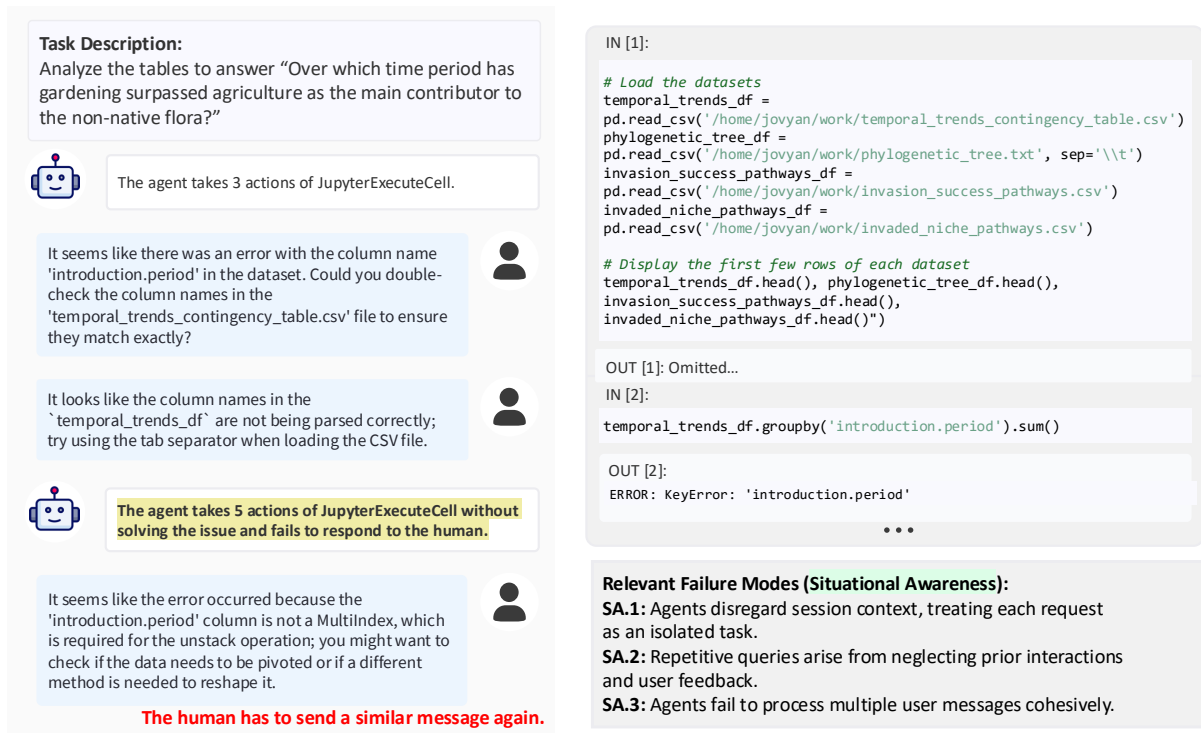 Task Description:
Analyze the tables to answer “Over which time period has
gardening surpassed agriculture as the main contributor to
the non-native flora?”
The agent takes 3 actions of JupyterExecuteCell.
It seems like there was an error with the column name
'introduction.period' in the dataset. Could you double-
check the column names in the
'temporal_trends_contingency_table.csv' file to ensure
they match exactly?
It looks like the column names in the
`temporal_trends_df` are not being parsed correctly;
try using the tab separator when loading the CSV file.
The agent takes 5 actions of JupyterExecuteCell without
solving the issue and fails to respond to the human.
It seems like the error occurred because the
'introduction.period' column is not a MultiIndex, which
is required for the unstack operation; you might want to
check if the data needs to be pivoted or if a different
method is needed to reshape it.
The human has to send a similar message again.
IN [1]:
# Load the datasets
temporal_trends_df =
pd.read_csv('/home/jovyan/work/temporal_trends_contingency_table.csv')
phylogenetic_tree_df =
pd.read_csv('/home/jovyan/work/phylogenetic_tree.txt', sep='\\t')
invasion_success_pathways_df =
pd.read_csv('/home/jovyan/work/invasion_success_pathways.csv')
invaded_niche_pathways_df =
pd.read_csv('/home/jovyan/work/invaded_niche_pathways.csv')
# Display the first few rows of each dataset
temporal_trends_df.head(), phylogenetic_tree_df.head(),
invasion_success_pathways_df.head(),
invaded_niche_pathways_df.head()")
OUT [1]: Omitted…
IN [2]:
temporal_trends_df.groupby('introduction.period').sum()
OUT [2]:
ERROR: KeyError: 'introduction.period'
•••
Relevant Failure Modes (Situational Awareness):
SA.1: Agents disregard session context, treating each request
as an isolated task.
SA.2: Repetitive queries arise from neglecting prior interactions
and user feedback.
SA.3: Agents fail to process multiple user messages cohesively.